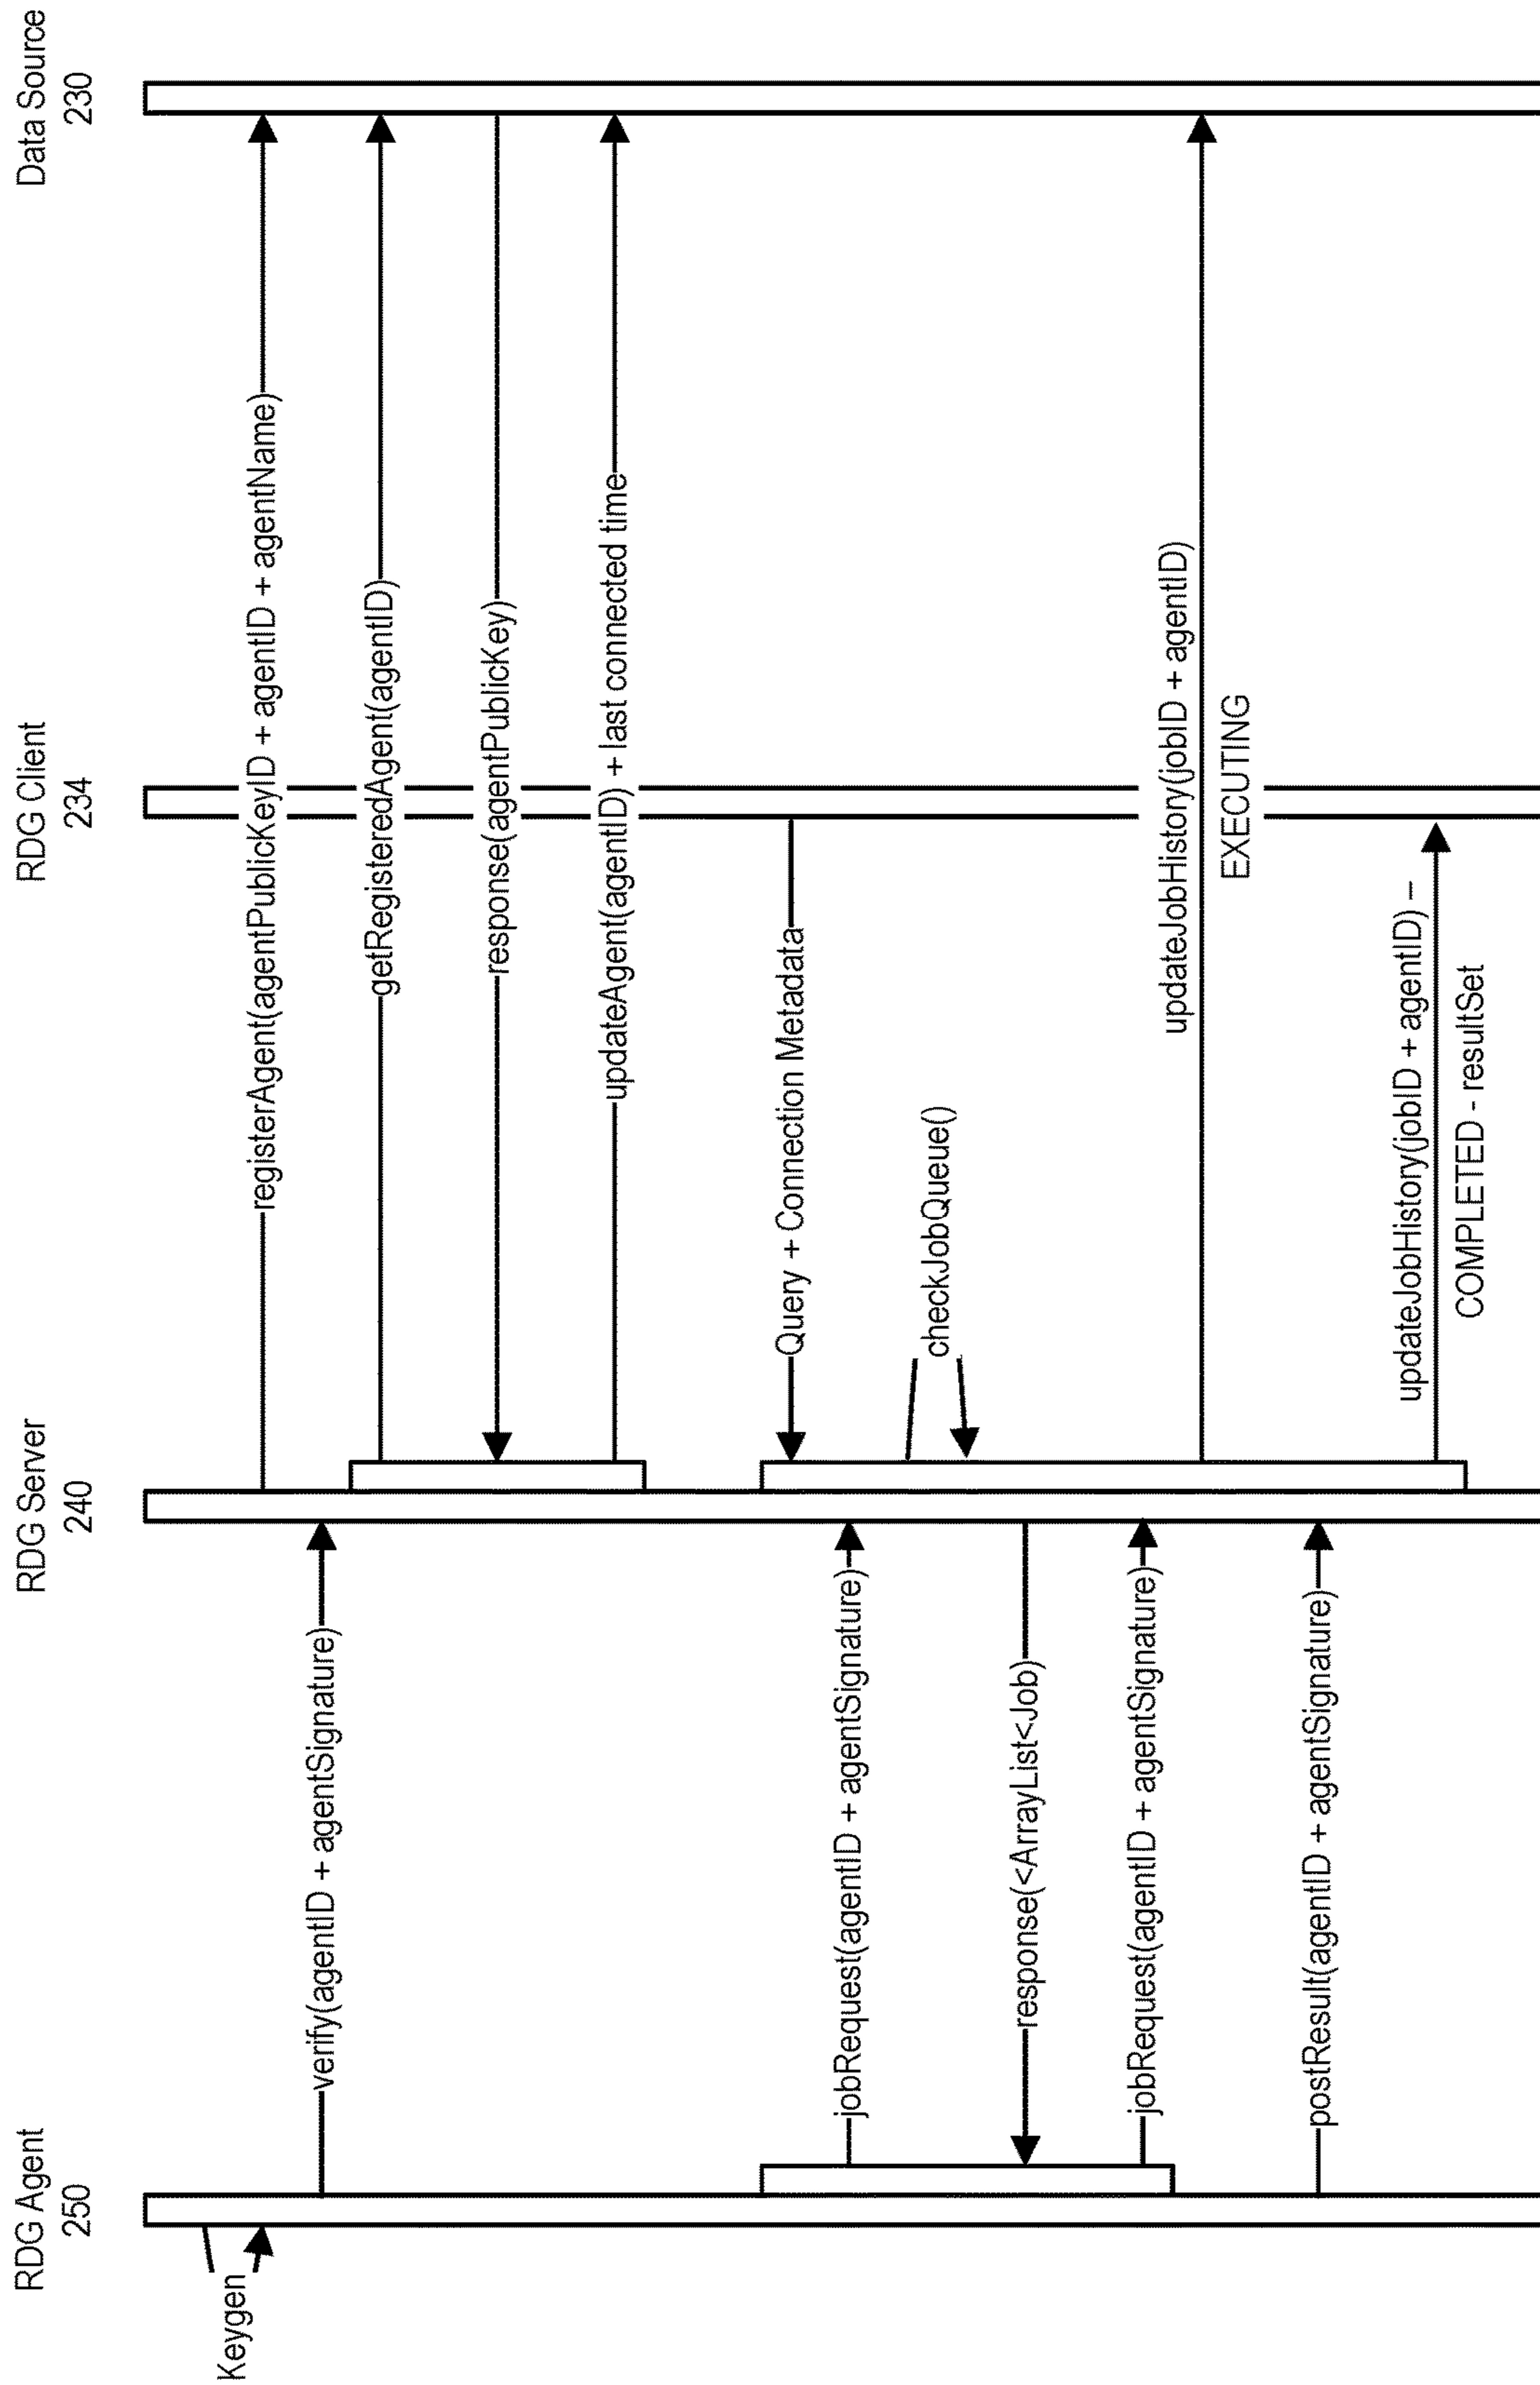 RDG Agent
250
RDG Server
240
RDG Client
234
Data Source
230
Keygen
registerAgent(agentPublicKeyID + agentID + agentName)
verify(agentID + agentSignature)
getRegisteredAgent(agentID)
response(agentPublicKey)
updateAgent(agentID) + last connected time
Query + Connection Metadata
jobRequest(agentID + agentSignature)
checkJobQueue()
response(<ArrayList<Job)
jobRequest(agentID + agentSignature)
updateJobHistory(jobID + agentID)
EXECUTING
postResult(agentID + agentSignature)
updateJobHistory(jobID + agentID) –
COMPLETED - resultSet